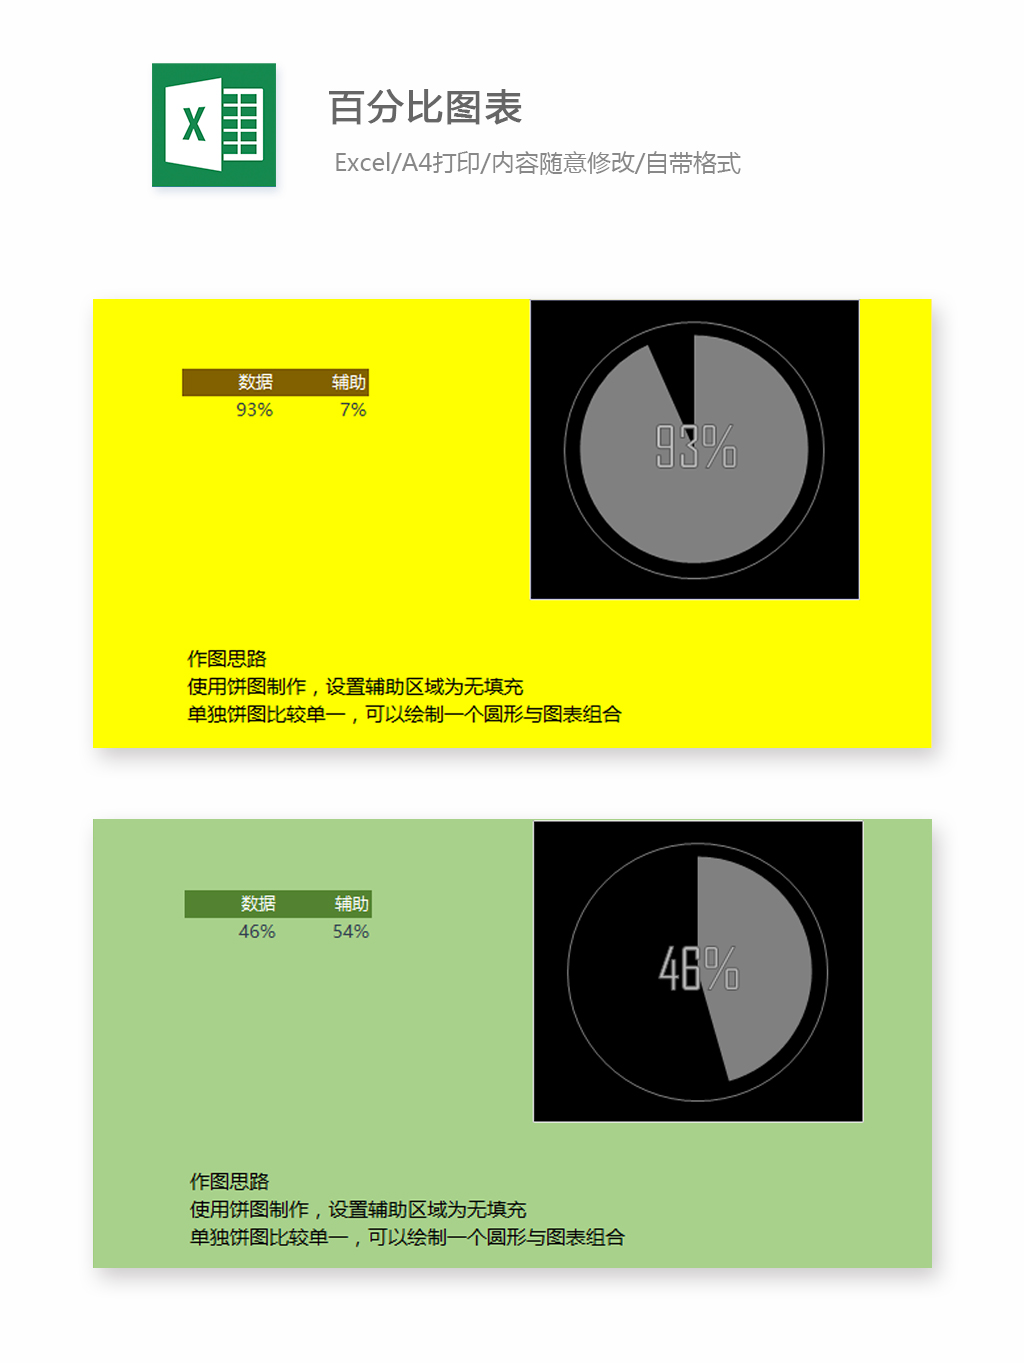 X
百分比图表
Excel/A4打印/内容随意修改/自带格式
数据 辅助
93% 7%
93%
作图思路
使用饼图制作，设置辅助区域为无填充
单独饼图比较单一，可以绘制一个圆形与图表组合
数据 辅助
46% 54%
46%
作图思路
使用饼图制作，设置辅助区域为无填充
单独饼图比较单一，可以绘制一个圆形与图表组合